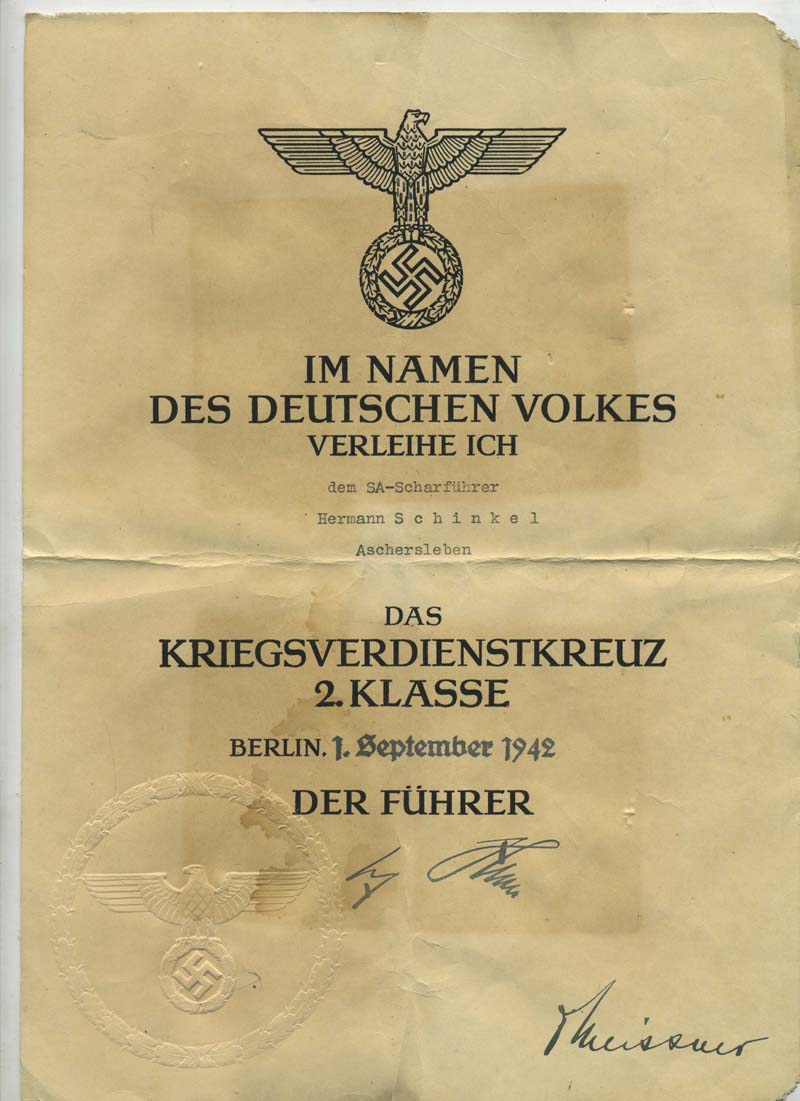 IM NAMEN
DES DEUTSCHEN VOLKES
VERLEIHE ICH
dem SA-Scharführer
Hermann S c h i n k e l
Aschersleben
DAS
KRIEGSVERDIENSTKREUZ
2. KLASSE
BERLIN. 1. September 1942
DER FÜHRER
Meissner